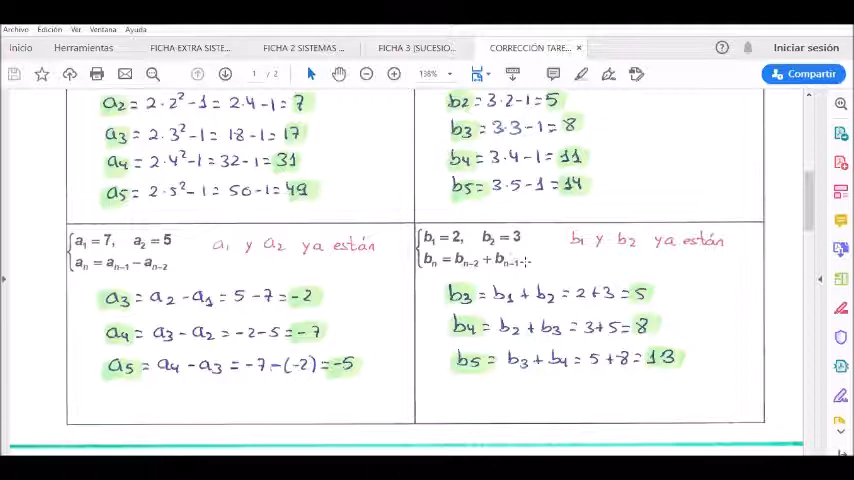 Archivo Edición Ver Ventana Ayuda
Inicio Herramientas FICHA EXTRA SISTE... FICHA 2 SISTEMAS ... FICHA 3 (SUCESIO... CORRECCIÓN TARE... × Iniciar sesión
1 / 2 138% Compartir
a2 = 2·2²-1 = 2·4-1 = 7
a3 = 2·3²-1 = 18-1 = 17
a4 = 2·4²-1 = 32-1 = 31
a5 = 2·5²-1 = 50-1 = 49
b2 = 3·2-1 = 5
b3 = 3·3-1 = 8
b4 = 3·4-1 = 11
b5 = 3·5-1 = 14
a₁ = 7, a₂ = 5 a1 y a2 ya están
aₙ = aₙ₋₁ − aₙ₋₂
a3 = a2 - a1 = 5-7 = -2
a4 = a3 - a2 = -2-5 = -7
a5 = a4 - a3 = -7-(-2) = -5
b₁ = 2, b₂ = 3 b1 y b2 ya están
bₙ = bₙ₋₂ + bₙ₋₁
b3 = b1 + b2 = 2+3 = 5
b4 = b2 + b3 = 3+5 = 8
b5 = b3 + b4 = 5+8 = 13